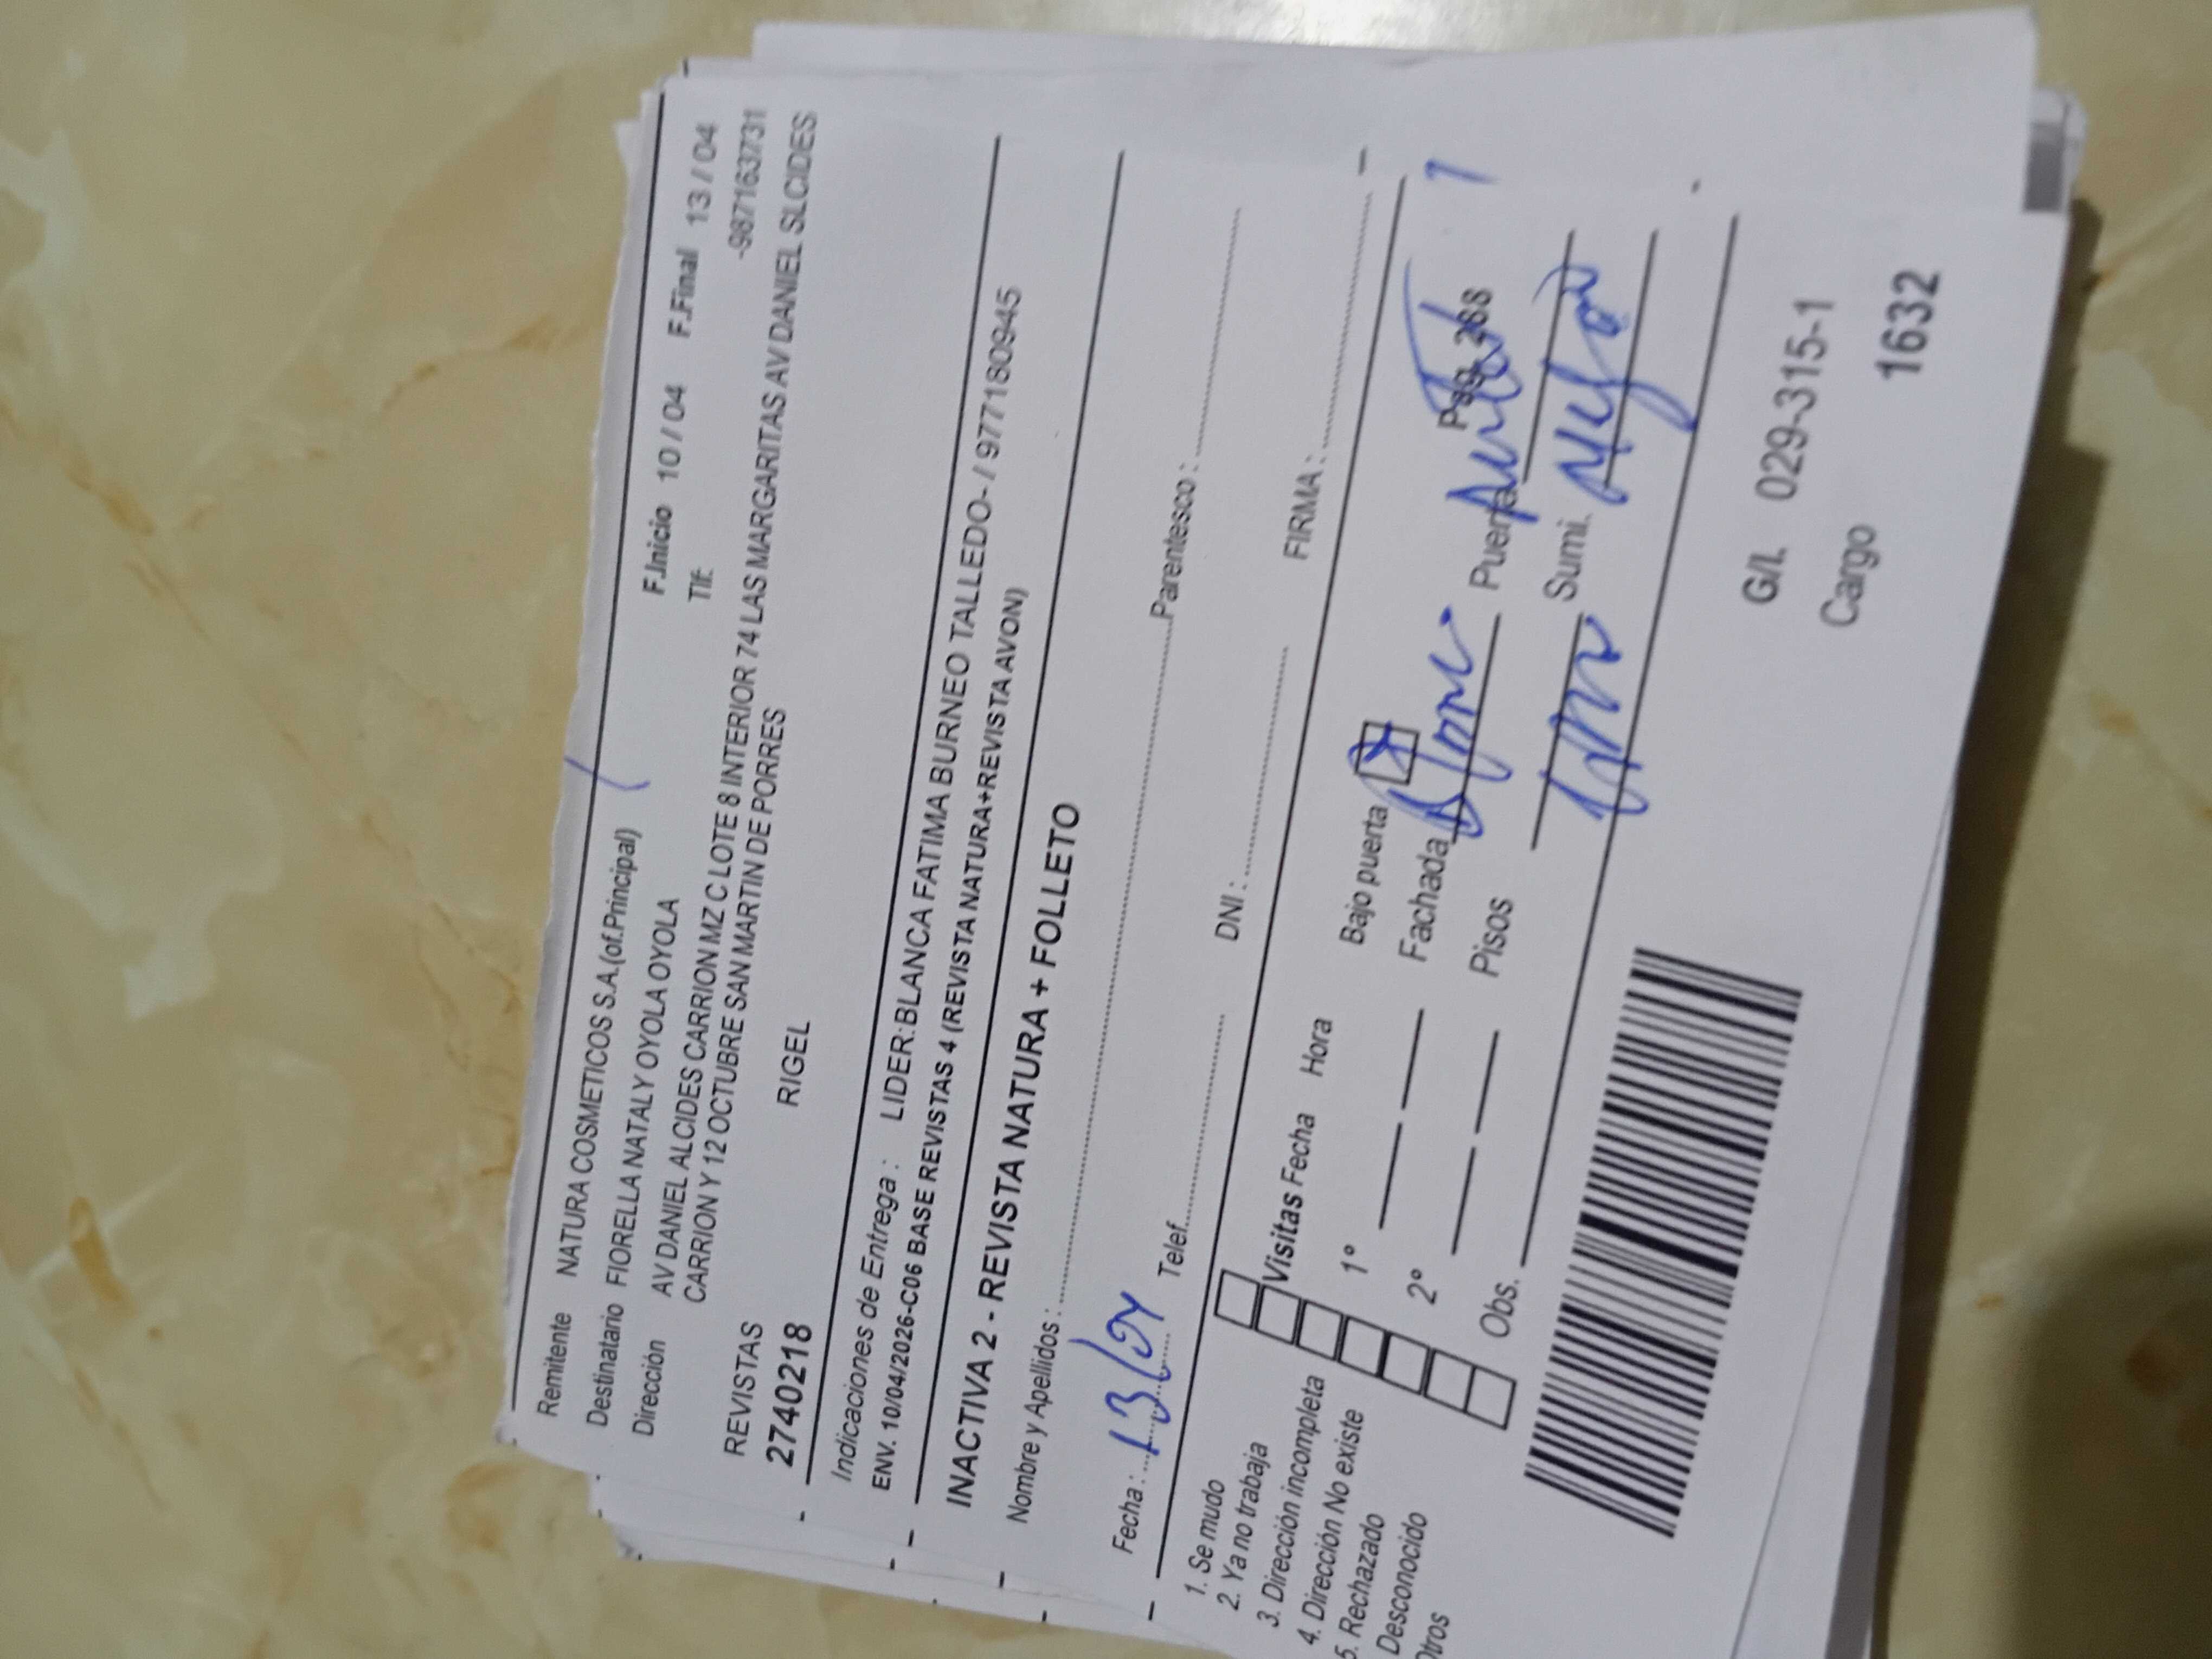 Remitente NATURA COSMETICOS S.A.(of.Principal)
Destinatario FIORELLA NATALY OYOLA OYOLA F.Inicio 10 / 04 F.Final 13 / 04
Dirección AV DANIEL ALCIDES CARRION MZ C LOTE 8 INTERIOR 74 LAS MARGARITAS AV DANIEL SLCIDES
CARRION Y 12 OCTUBRE SAN MARTIN DE PORRES
Tlf: -987163731
REVISTAS
27402218 RIGEL
Indicaciones de Entrega : LIDER: BLANCA FATIMA BURNEO TALLEDO- / 977180945
ENV. 10/04/2026-C06 BASE REVISTAS 4 (REVISTA NATURA+REVISTA AVON)
INACTIVA 2 - REVISTA NATURA + FOLLETO
Nombre y Apellidos : Parentesco :
Fecha : 13/04 Telef. DNI : FIRMA :
1. Se mudo
2. Ya no trabaja
3. Dirección incompleta
4. Dirección No existe
5. Rechazado
Desconocido
Otros
Visitas Fecha Hora Bajo puerta
1º Fachada Puerta
2º Pisos Sumi.
Obs.
G/L 029-315-1
Cargo
1632